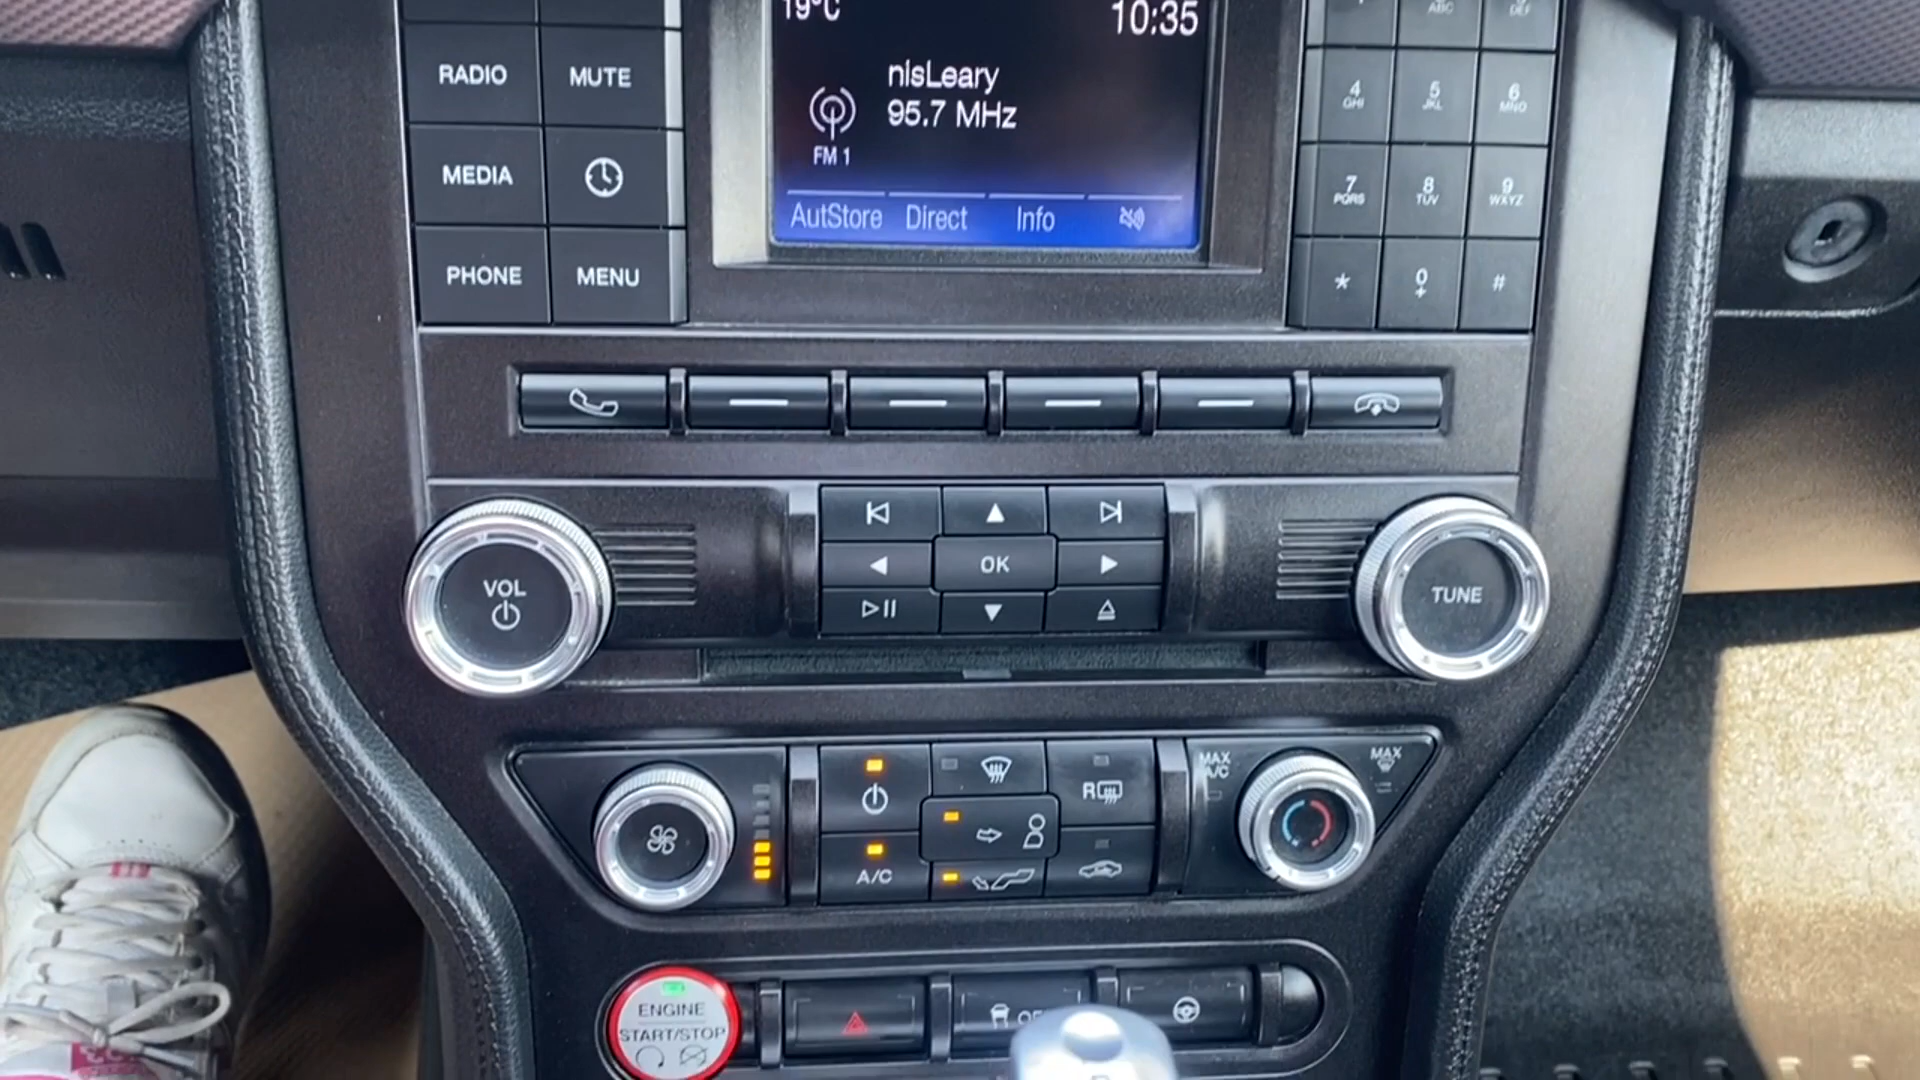 19°C
10:35
RADIO
MUTE
nisLeary
95.7 MHz
4 GHI
5 JKL
6 MNO
ABC
DEF
MEDIA
FM 1
7 PQRS
8 TUV
9 WXYZ
AutStore Direct Info
PHONE
MENU
*
0 +
#
VOL
OK
TUNE
MAX A/C
MAX
R
A/C
ENGINE
START/STOP